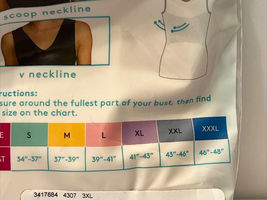 scoop neckline
v neckline
ructions:
sure around the fullest part of your bust, then find
size on the chart.
E S M L XL XXL XXXL
ST 34"-37" 37"-39" 39"-41" 41"-43" 43"-46" 46"-48"
3417684 4307 3XL